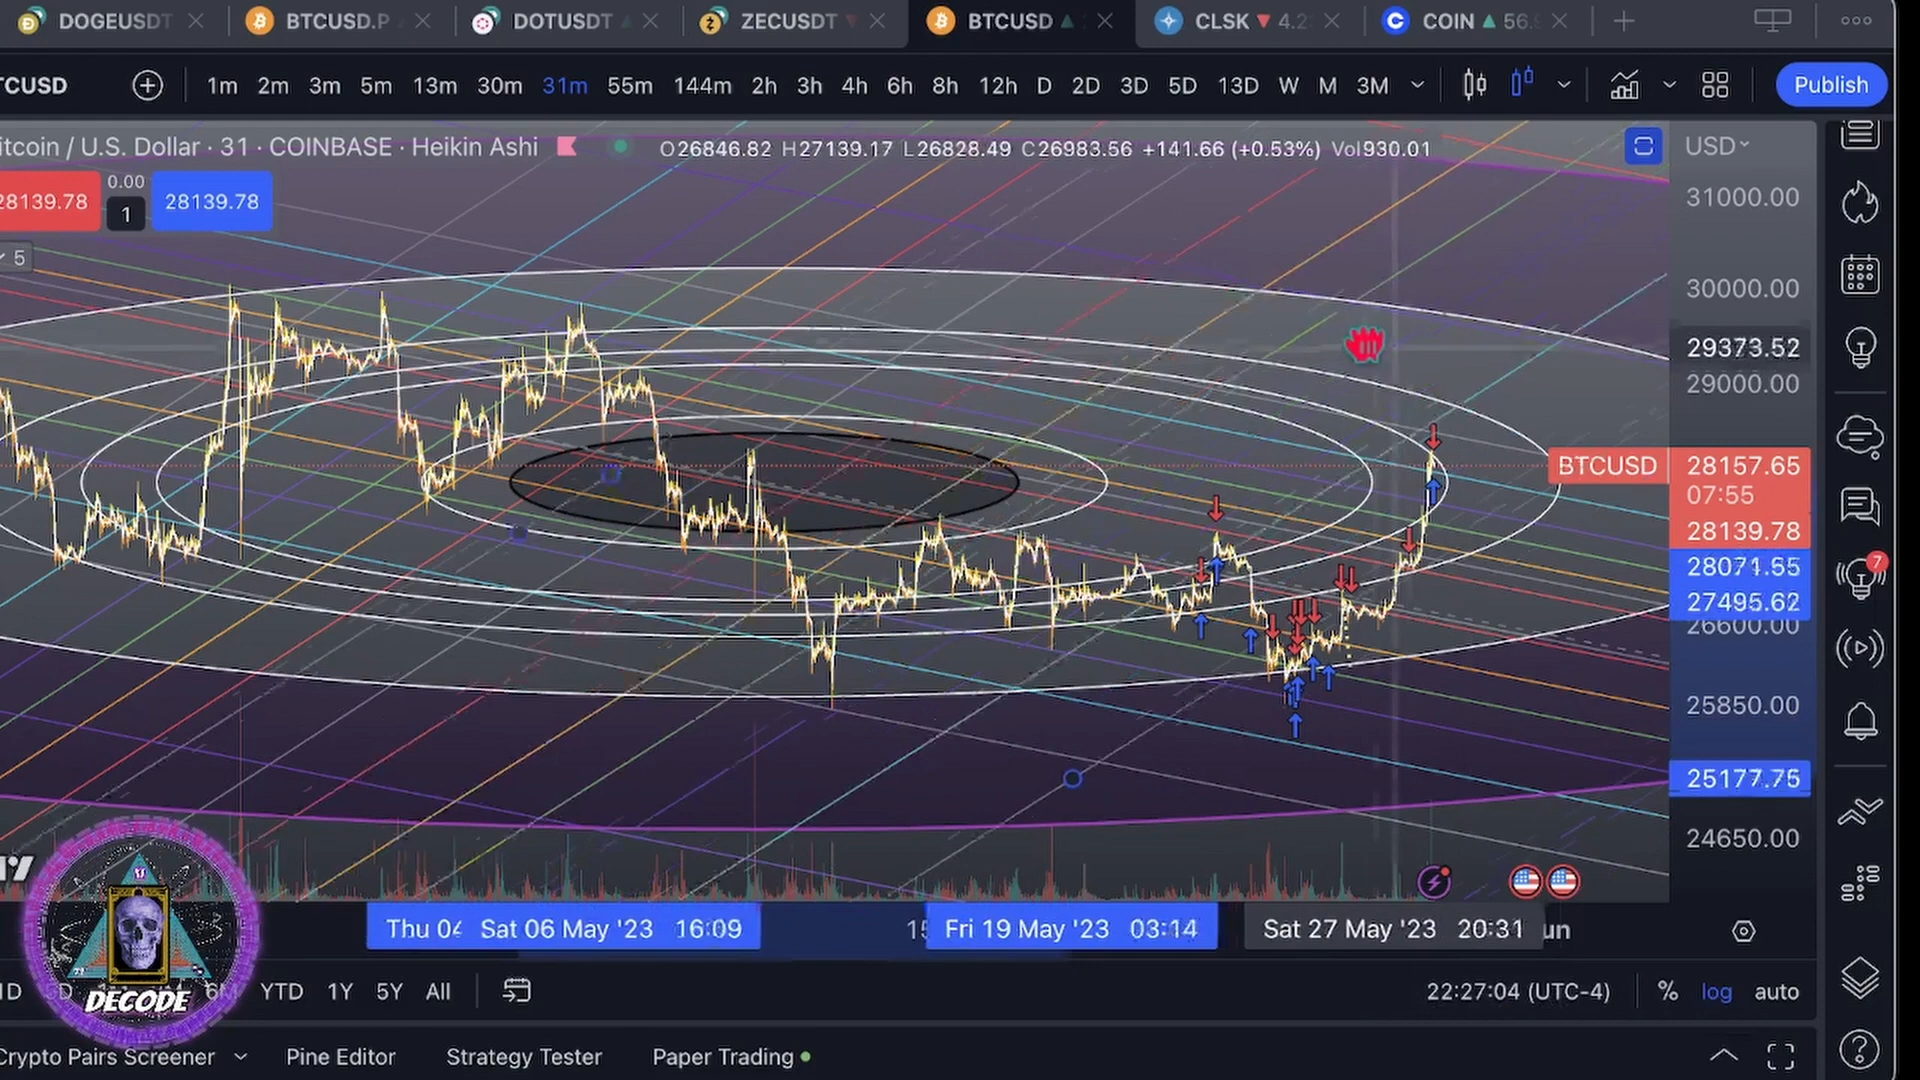 DOGEUSDT
BTCUSD.P
DOTUSDT
ZECUSDT
BTCUSD
CLSK 4.2
COIN 56.
TCUSD
1m 2m 3m 5m 13m 30m 31m 55m 144m 2h 3h 4h 6h 8h 12h D 2D 3D 5D 13D W M 3M
Publish
itcoin / U.S. Dollar · 31 · COINBASE · Heikin Ashi
O26846.82 H27139.17 L26828.49 C26983.56 +141.66 (+0.53%) Vol930.01
USD
28139.78
0.00
1
28139.78
5
31000.00
30000.00
29373.52
29000.00
BTCUSD
28157.65
07:55
28139.78
28071.55
27495.62
26600.00
25850.00
25177.75
24650.00
7
Thu 04
Sat 06 May '23 16:09
15
Fri 19 May '23 03:14
Sat 27 May '23 20:31
un
DECODE
1D 5D 6M YTD 1Y 5Y All
22:27:04 (UTC-4)
% log auto
Crypto Pairs Screener
Pine Editor
Strategy Tester
Paper Trading